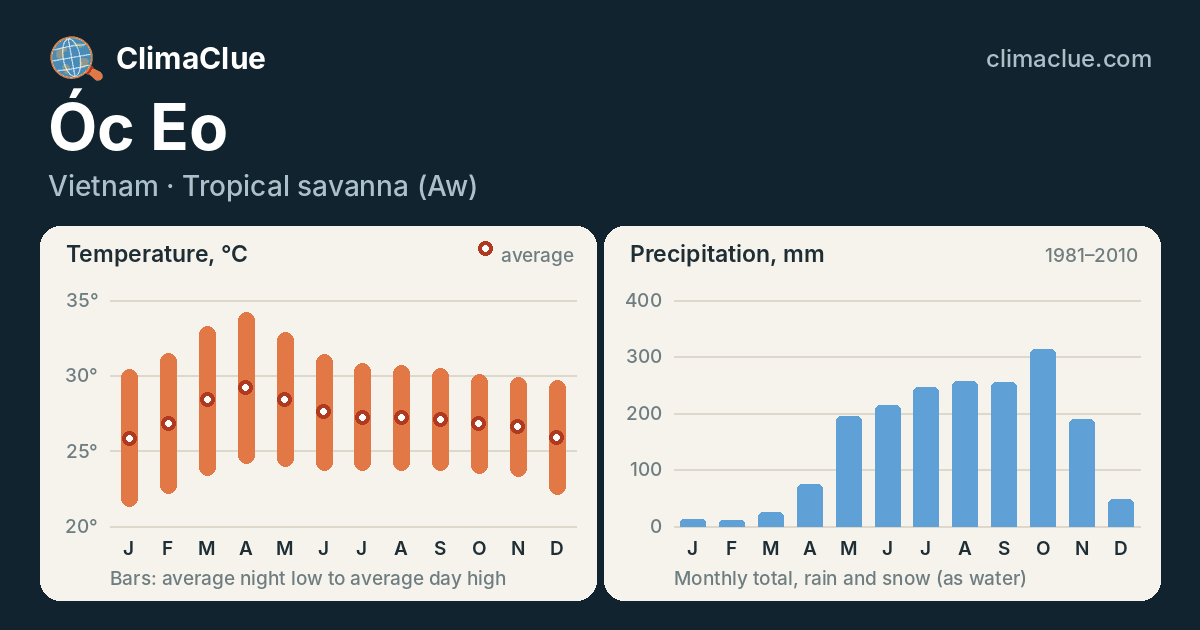 ClimaClue
climaclue.com
Óc Eo
Vietnam · Tropical savanna (Aw)
Temperature, °C
average
35°
30°
25°
20°
J F M A M J J A S O N D
Bars: average night low to average day high
Precipitation, mm
1981–2010
400
300
200
100
0
J F M A M J J A S O N D
Monthly total, rain and snow (as water)